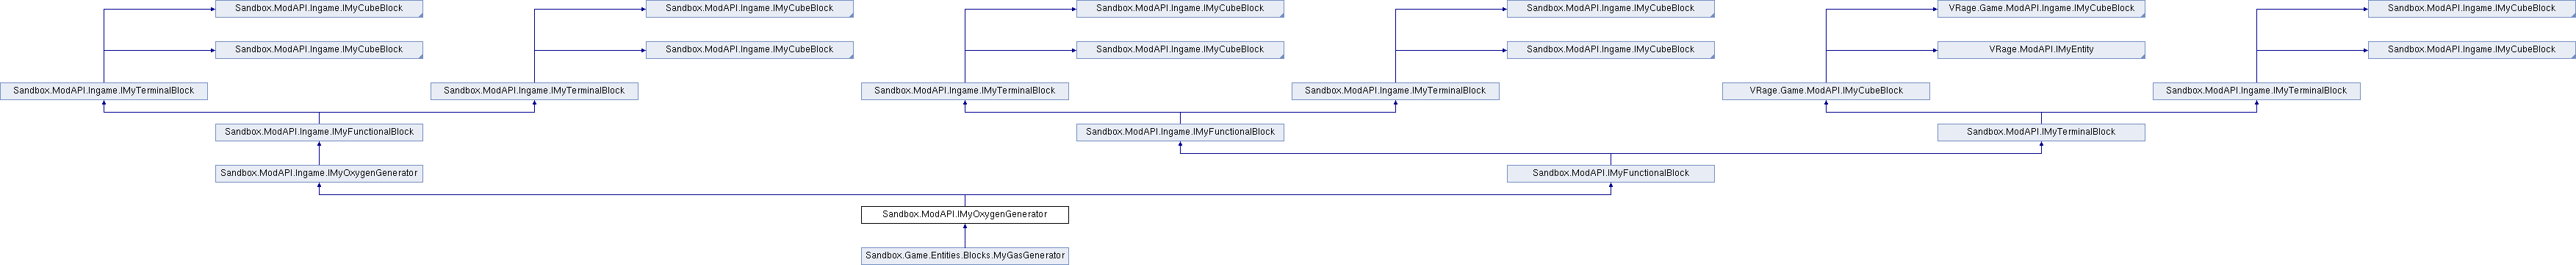 Sandbox.ModAPI.Ingame.IMyCubeBlock
Sandbox.ModAPI.Ingame.IMyCubeBlock
Sandbox.ModAPI.Ingame.IMyCubeBlock
Sandbox.ModAPI.Ingame.IMyCubeBlock
VRage.Game.ModAPI.Ingame.IMyCubeBlock
Sandbox.ModAPI.Ingame.IMyCubeBlock
Sandbox.ModAPI.Ingame.IMyCubeBlock
Sandbox.ModAPI.Ingame.IMyCubeBlock
Sandbox.ModAPI.Ingame.IMyCubeBlock
Sandbox.ModAPI.Ingame.IMyCubeBlock
VRage.ModAPI.IMyEntity
Sandbox.ModAPI.Ingame.IMyCubeBlock
Sandbox.ModAPI.Ingame.IMyTerminalBlock
Sandbox.ModAPI.Ingame.IMyTerminalBlock
Sandbox.ModAPI.Ingame.IMyTerminalBlock
Sandbox.ModAPI.Ingame.IMyTerminalBlock
VRage.Game.ModAPI.IMyCubeBlock
Sandbox.ModAPI.Ingame.IMyTerminalBlock
Sandbox.ModAPI.Ingame.IMyFunctionalBlock
Sandbox.ModAPI.Ingame.IMyFunctionalBlock
Sandbox.ModAPI.IMyTerminalBlock
Sandbox.ModAPI.Ingame.IMyOxygenGenerator
Sandbox.ModAPI.IMyFunctionalBlock
Sandbox.ModAPI.IMyOxygenGenerator
Sandbox.Game.Entities.Blocks.MyGasGenerator